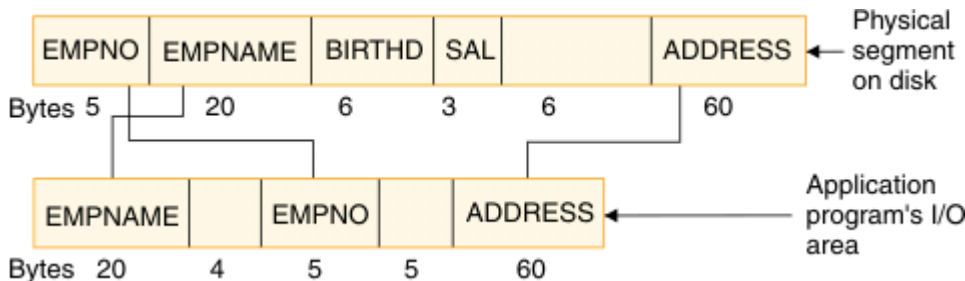 EMPNO EMPNAME BIRTHD SAL ADDRESS
Physical
segment
on disk
Bytes 5 20 6 3 6 60
EMPNAME EMPNO ADDRESS
Application
program's I/O
area
Bytes 20 4 5 5 60